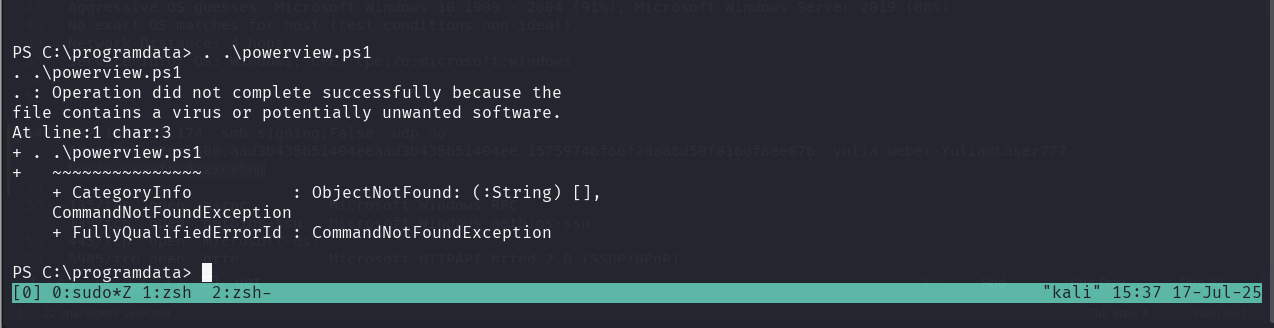 Aggressive OS guesses: Microsoft Windows 10 1909 - 2004 (91%), Microsoft Windows Server 2019 (88%)
No exact OS matches for host (test conditions non-ideal).
PS C:\programdata> . .\powerview.ps1
. .\powerview.ps1
. : Operation did not complete successfully because the
file contains a virus or potentially unwanted software.
At line:1 char:3
+ . .\powerview.ps1
+   ~~~~~~~~~~~~~~~
    + CategoryInfo          : ObjectNotFound: (:String) [],
    CommandNotFoundException
    + FullyQualifiedErrorId : CommandNotFoundException
PS C:\programdata>
[0] 0:sudo*Z 1:zsh  2:zsh- "kali" 15:37 17-Jul-25